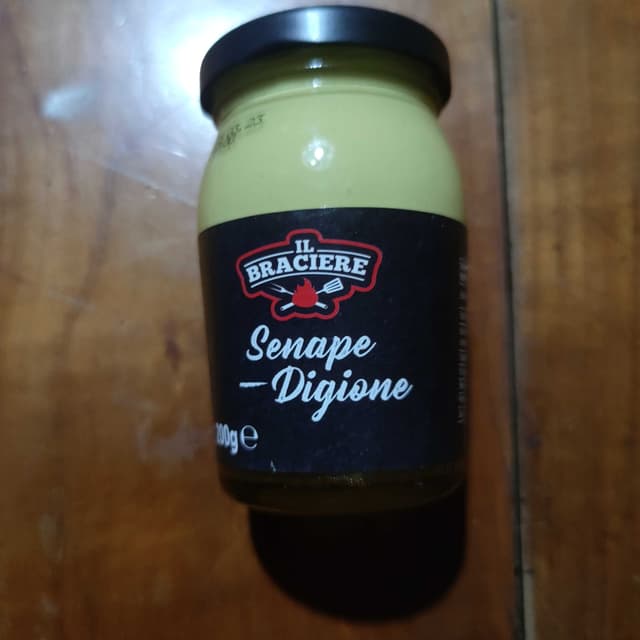 IL
BRACIERE
Senape
Digione